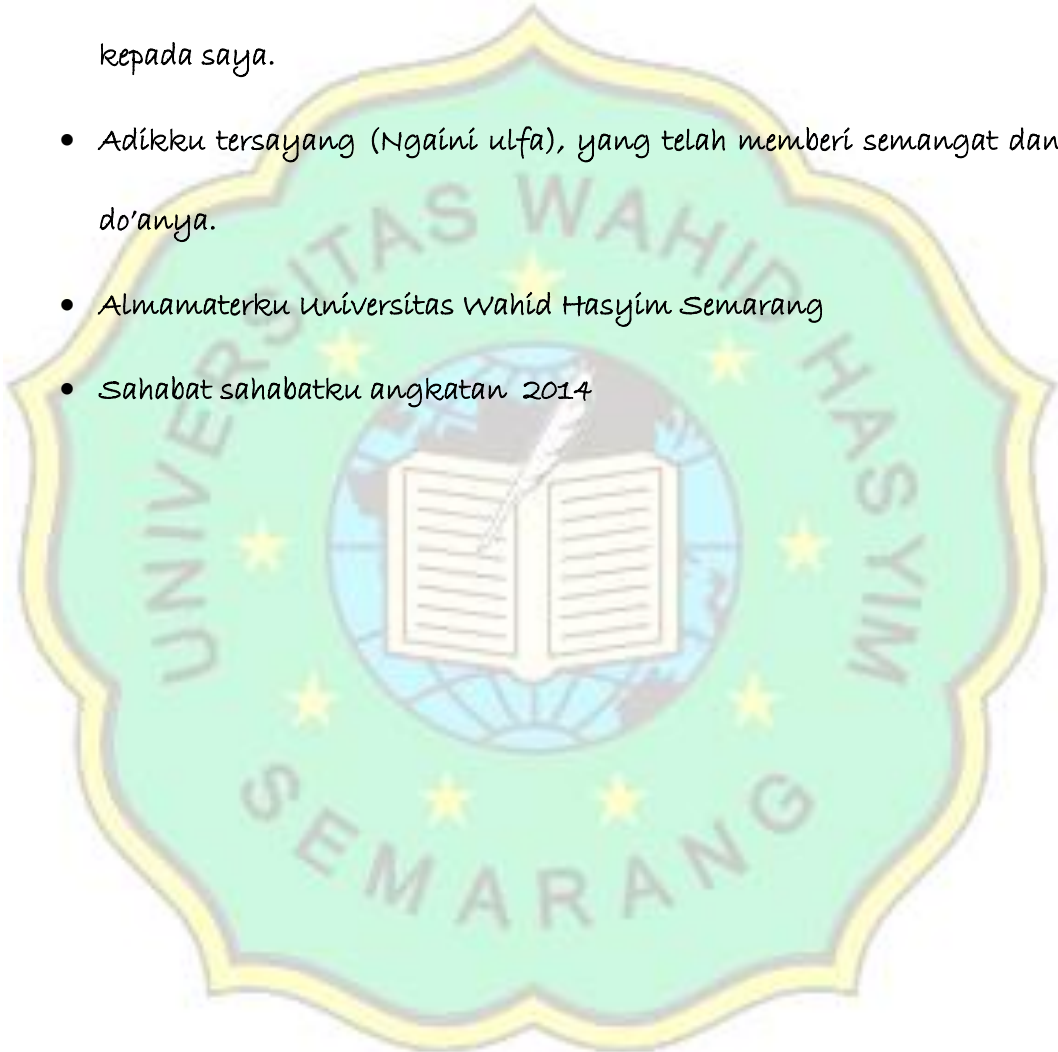 kepada saya.
• Adikku tersayang (Ngaini ulfa), yang telah memberi semangat dan
do'anya.
• Almamaterku Universitas Wahid Hasyim Semarang
• Sahabat sahabatku angkatan 2014
UNIVERSITAS WAHID HASYIM
SEMARANG